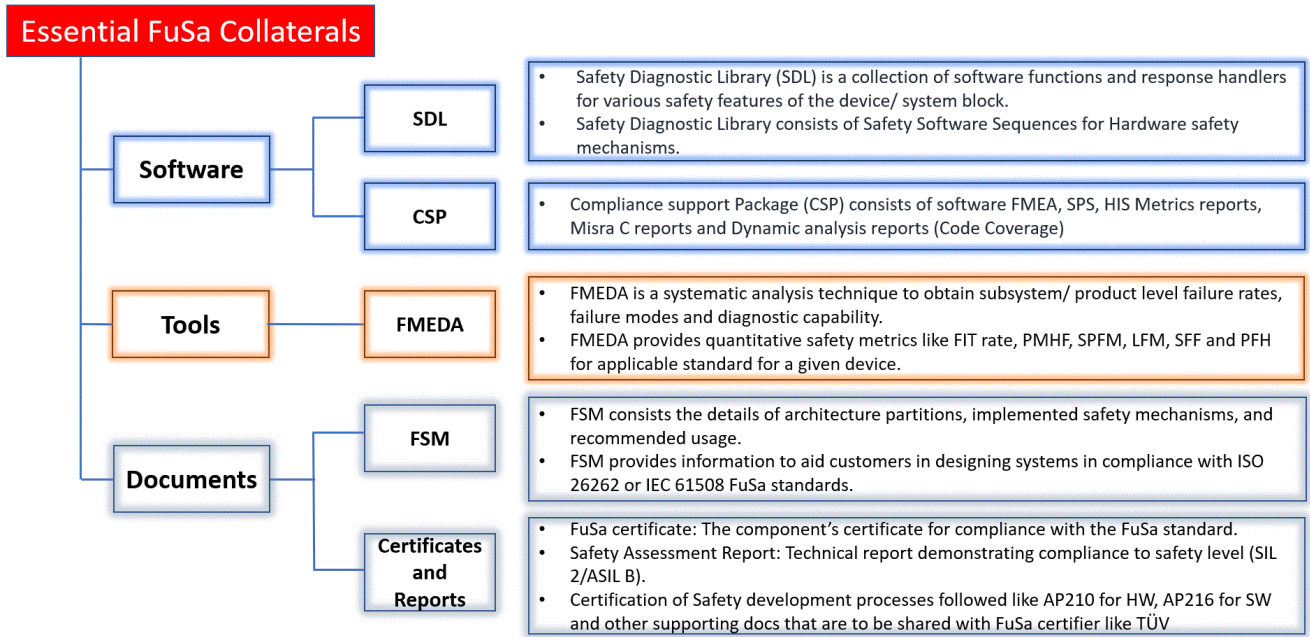 Essential FuSa Collaterals
Software
SDL
• Safety Diagnostic Library (SDL) is a collection of software functions and response handlers
for various safety features of the device/ system block.
• Safety Diagnostic Library consists of Safety Software Sequences for Hardware safety
mechanisms.
CSP
• Compliance support Package (CSP) consists of software FMEA, SPS, HIS Metrics reports,
Misra C reports and Dynamic analysis reports (Code Coverage)
Tools
FMEDA
• FMEDA is a systematic analysis technique to obtain subsystem/ product level failure rates,
failure modes and diagnostic capability.
• FMEDA provides quantitative safety metrics like FIT rate, PMHF, SPFM, LFM, SFF and PFH
for applicable standard for a given device.
Documents
FSM
• FSM consists the details of architecture partitions, implemented safety mechanisms, and
recommended usage.
• FSM provides information to aid customers in designing systems in compliance with ISO
26262 or IEC 61508 FuSa standards.
Certificates
and
Reports
• FuSa certificate: The component’s certificate for compliance with the FuSa standard.
• Safety Assessment Report: Technical report demonstrating compliance to safety level (SIL
2/ASIL B).
• Certification of Safety development processes followed like AP210 for HW, AP216 for SW
and other supporting docs that are to be shared with FuSa certifier like TÜV